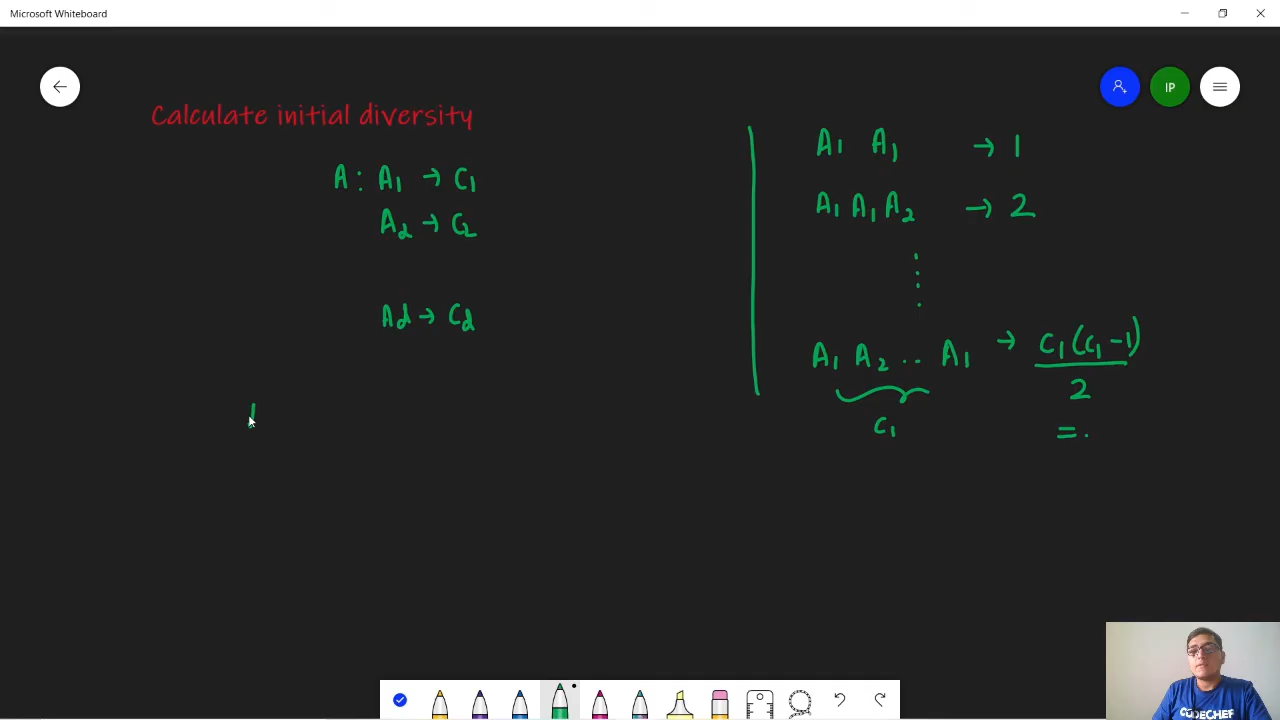 Microsoft Whiteboard
IP
Calculate initial diversity
A : A1 → C1
A2 → C2
Ad → Cd
A1 A1 → 1
A1 A1 A2 → 2
A1 A2 .. A1 → C1(C1-1)
2
C1
= .
CODECHEF